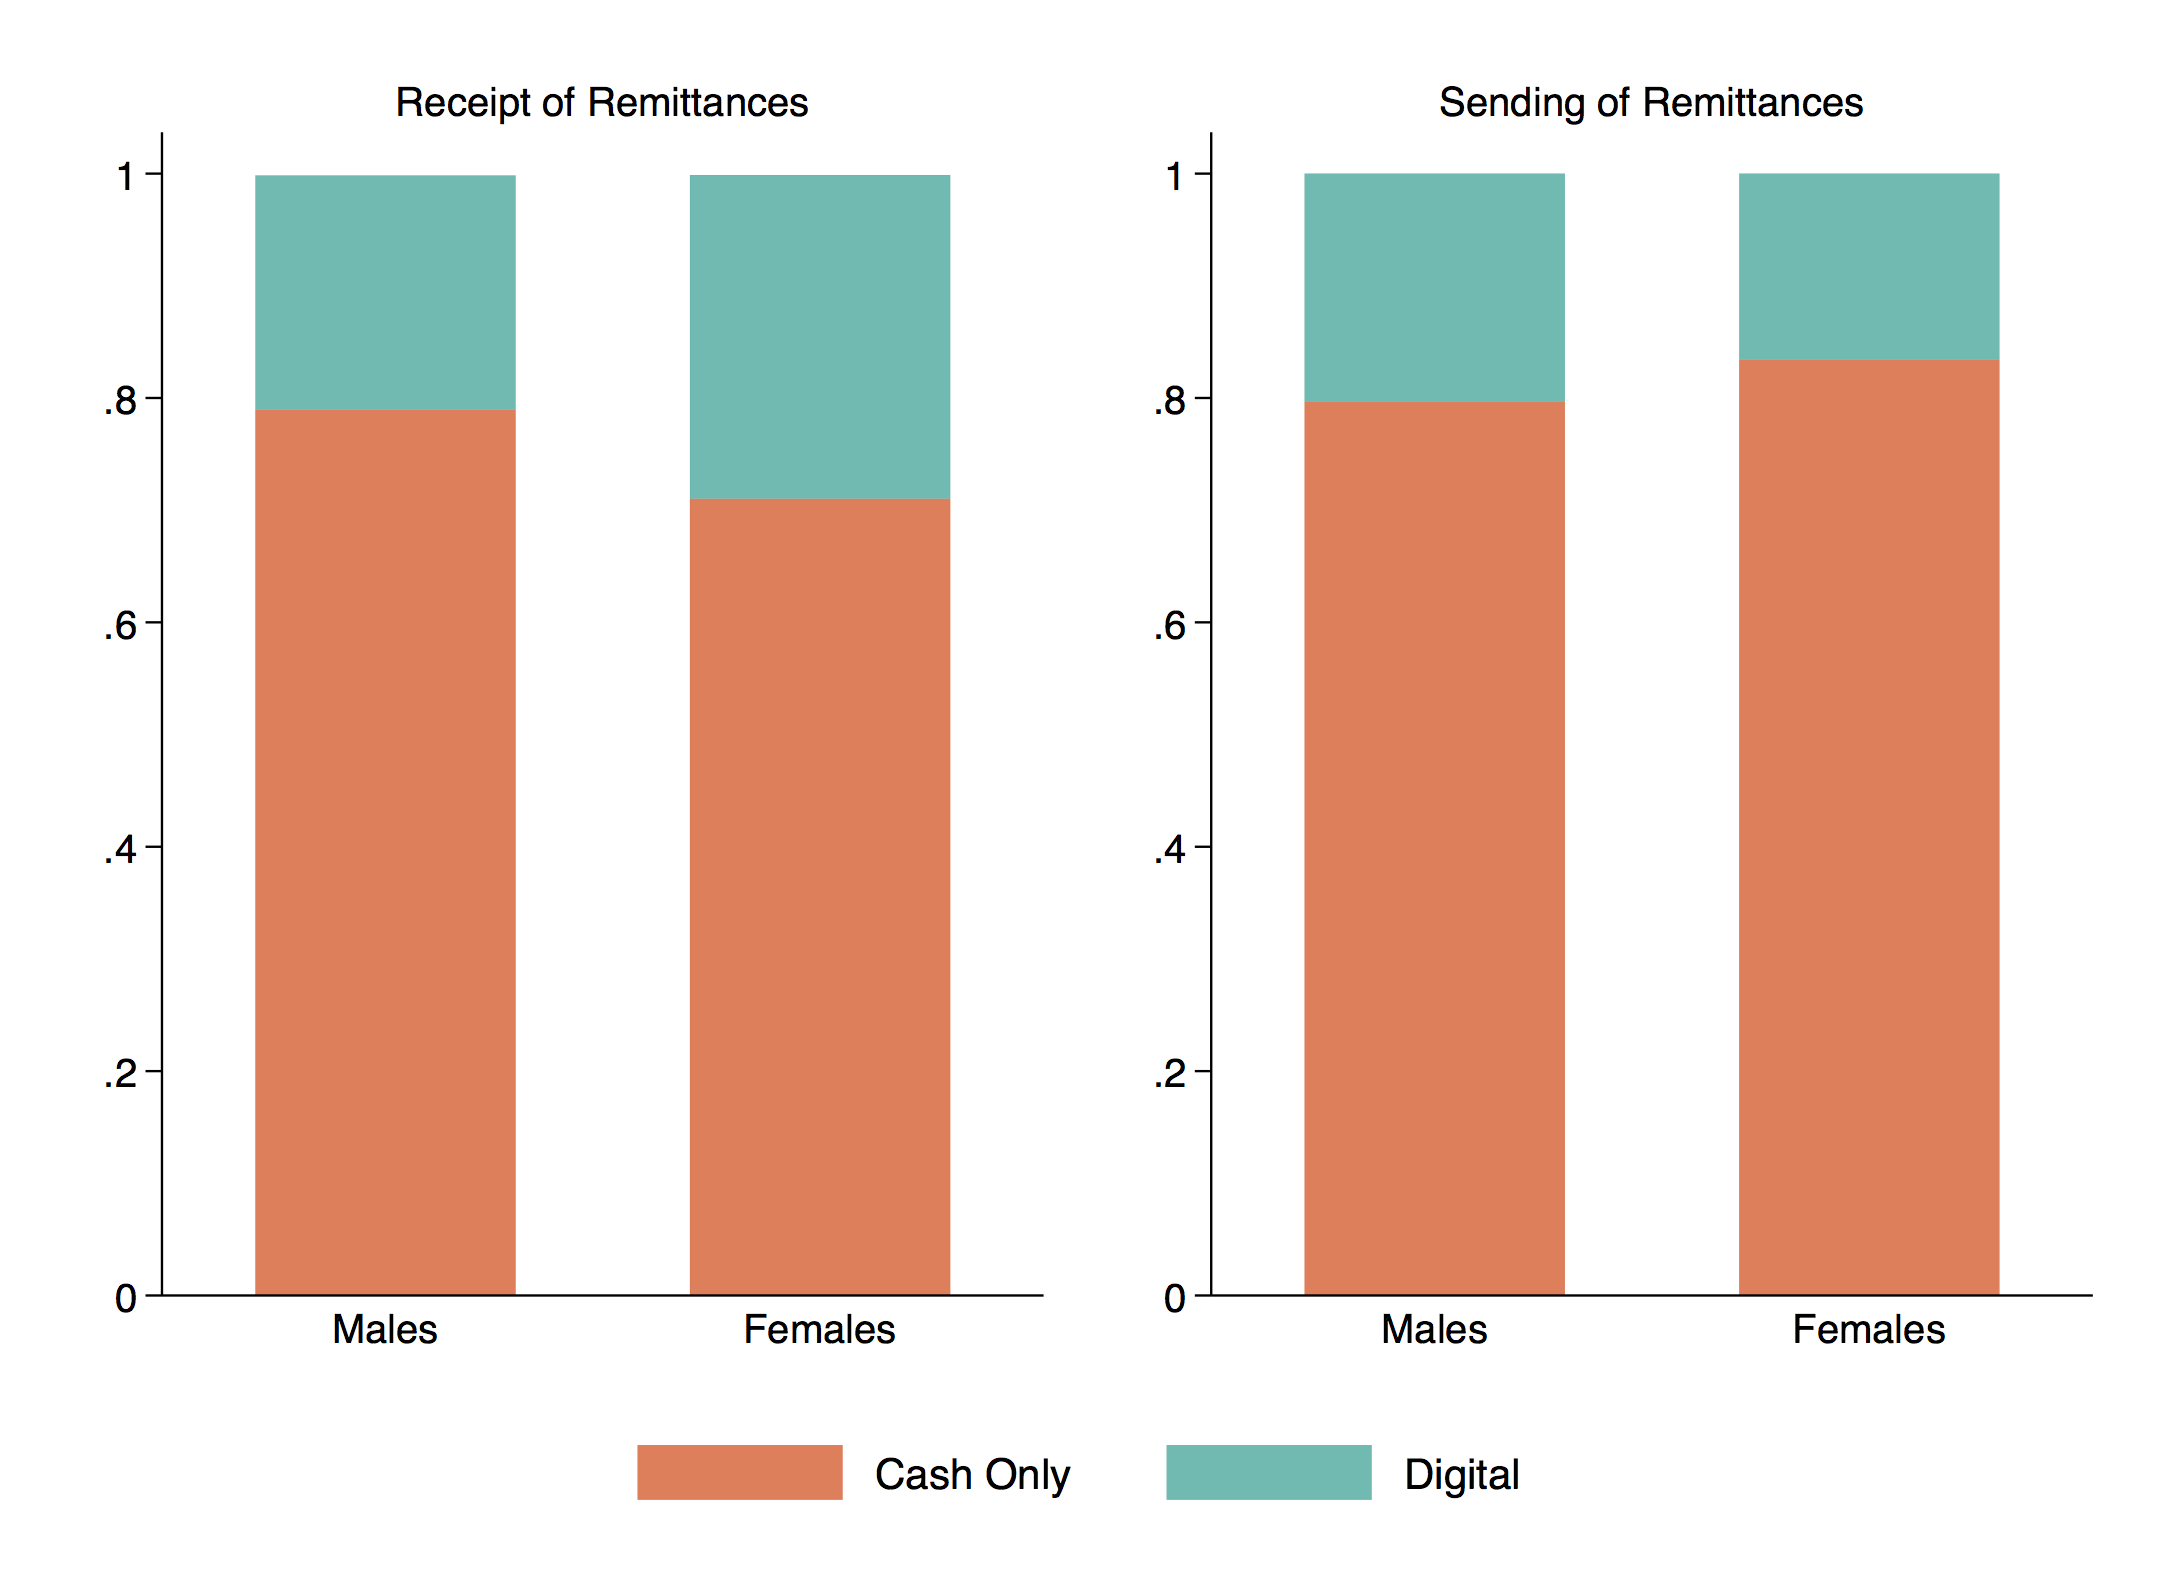 Receipt of Remittances
1
.8
.6
.4
.2
0
Males Females
Sending of Remittances
1
.8
.6
.4
.2
0
Males Females
Cash Only Digital